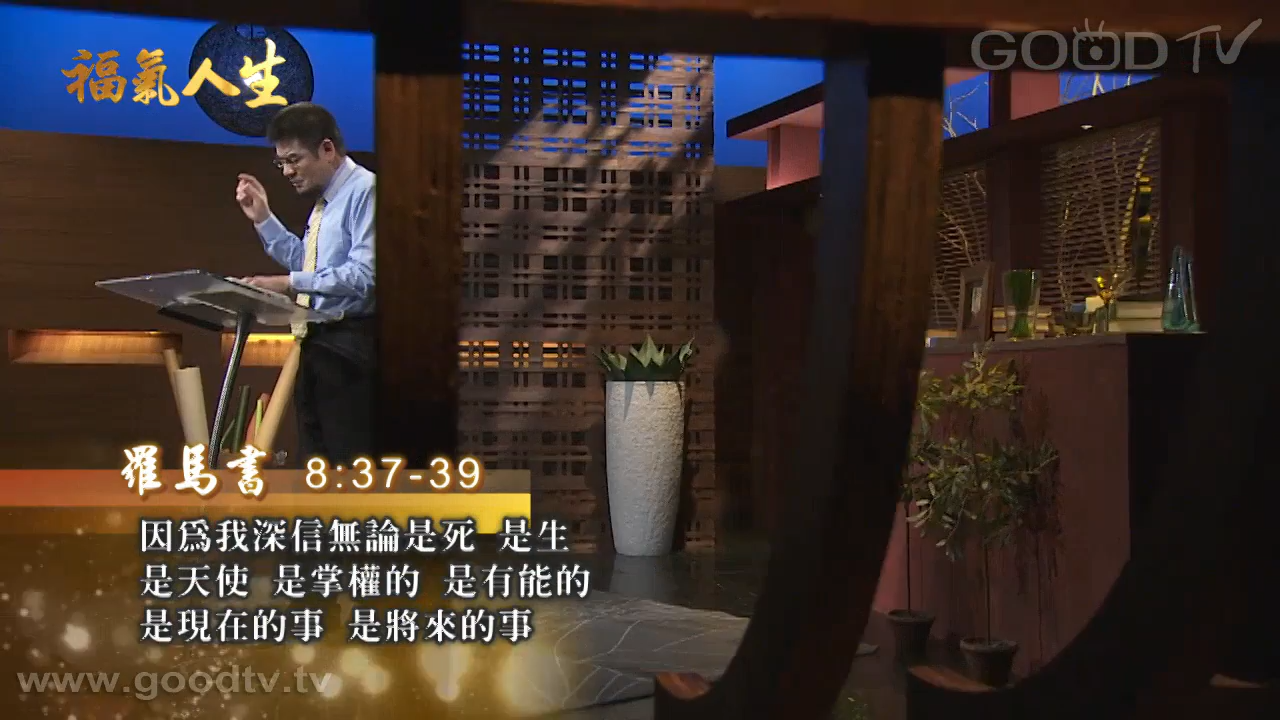 福氣人生
GOOD TV
羅馬書 8:37-39
因爲我深信無論是死 是生
是天使 是掌權的 是有能的
是現在的事 是將來的事
www.goodtv.tv